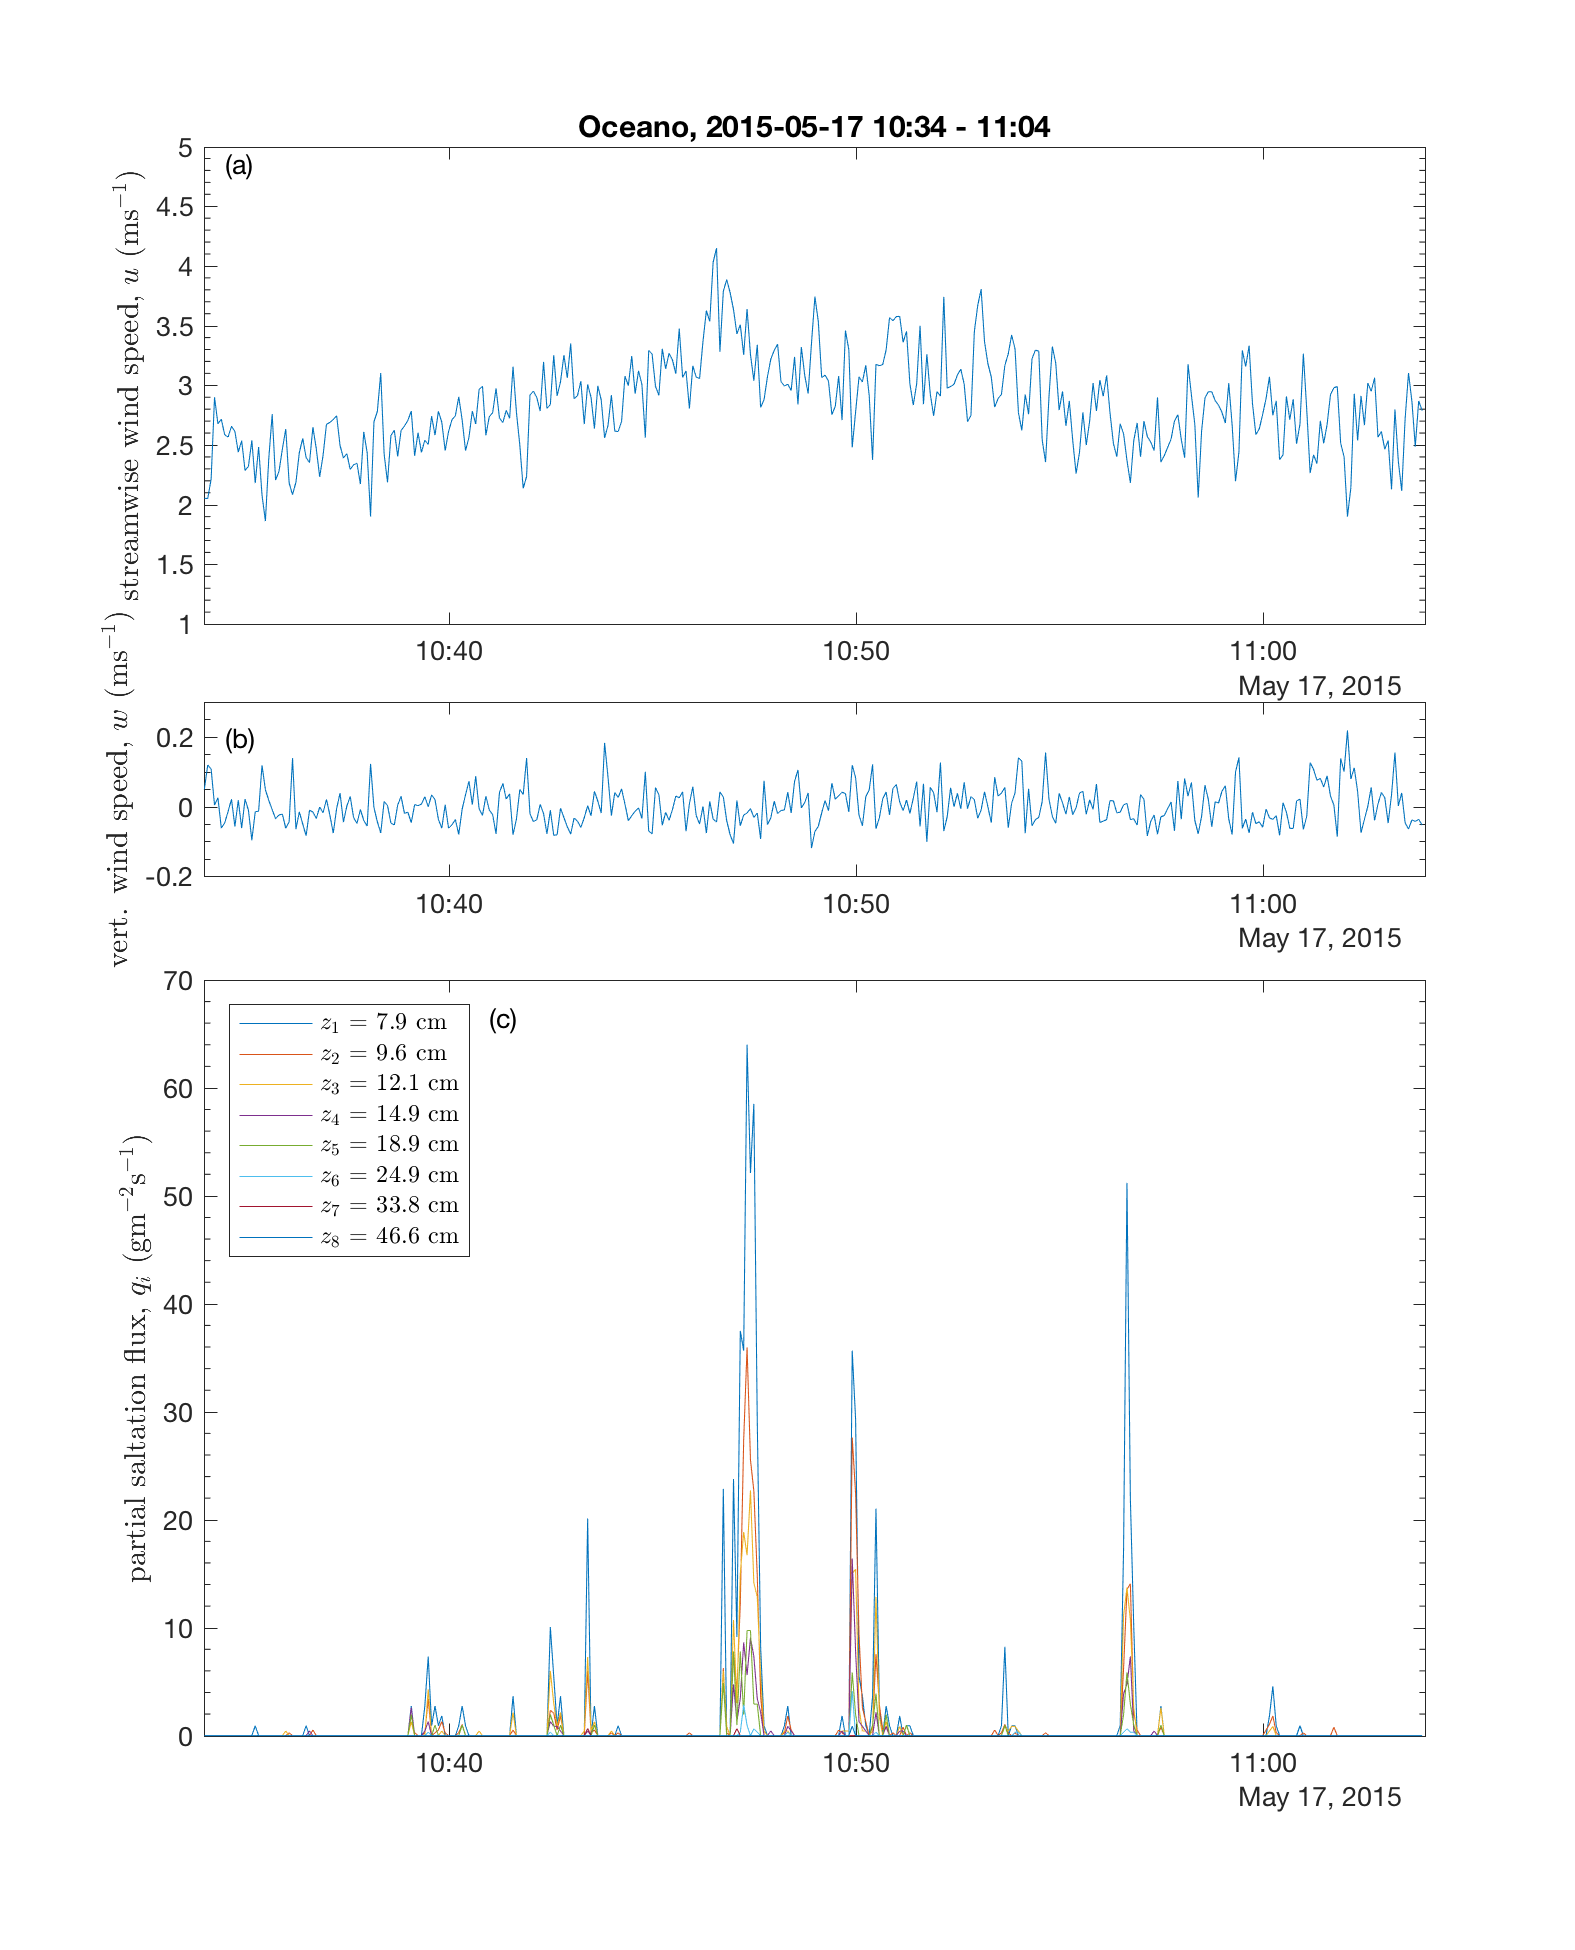 Oceano, 2015-05-17 10:34 - 11:04
(a)
streamwise wind speed, u (ms⁻¹)
5
4.5
4
3.5
3
2.5
2
1.5
1
10:40 10:50 11:00
May 17, 2015
(b)
vert. wind speed, w (ms⁻¹)
0.2
0
-0.2
10:40 10:50 11:00
May 17, 2015
(c)
partial saltation flux, qᵢ (gm⁻²s⁻¹)
70
60
50
40
30
20
10
0
z₁ = 7.9 cm
z₂ = 9.6 cm
z₃ = 12.1 cm
z₄ = 14.9 cm
z₅ = 18.9 cm
z₆ = 24.9 cm
z₇ = 33.8 cm
z₈ = 46.6 cm
10:40 10:50 11:00
May 17, 2015